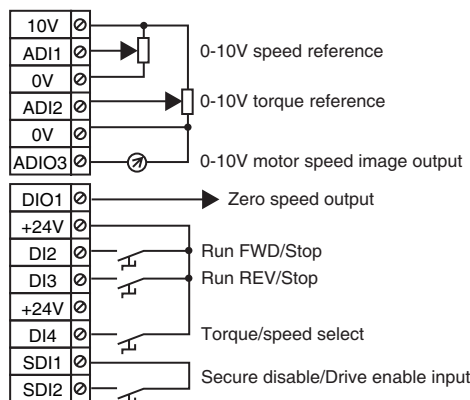 10V
ADI1
0V
0-10V speed reference
ADI2
0-10V torque reference
0V
ADIO3
0-10V motor speed image output
DIO1
Zero speed output
+24V
DI2
Run FWD/Stop
DI3
Run REV/Stop
+24V
DI4
Torque/speed select
SDI1
Secure disable/Drive enable input
SDI2